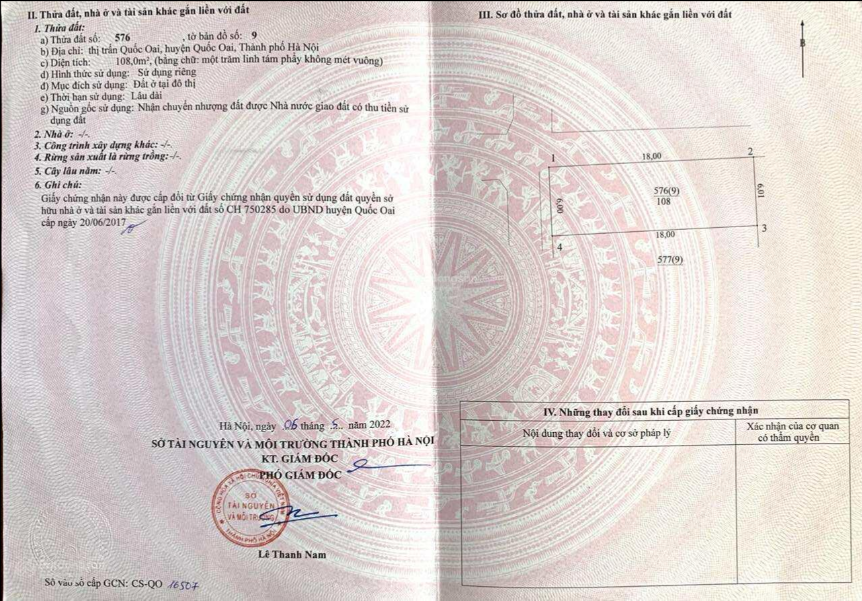 II. Thửa đất, nhà ở và tài sản khác gắn liền với đất
1. Thửa đất:
a) Thửa đất số: 576 , tờ bản đồ số: 9
b) Địa chỉ: thị trấn Quốc Oai, huyện Quốc Oai, Thành phố Hà Nội
c) Diện tích: 108,0m², (bằng chữ: một trăm linh tám phẩy không mét vuông)
d) Hình thức sử dụng: Sử dụng riêng
đ) Mục đích sử dụng: Đất ở tại đô thị
e) Thời hạn sử dụng: Lâu dài
g) Nguồn gốc sử dụng: Nhận chuyển nhượng đất được Nhà nước giao đất có thu tiền sử
dụng đất
2. Nhà ở: -/-.
3. Công trình xây dựng khác: -/-.
4. Rừng sản xuất là rừng trồng: -/-.
5. Cây lâu năm: -/-.
6. Ghi chú:
Giấy chứng nhận này được cấp đổi từ Giấy chứng nhận quyền sử dụng đất quyền sở
hữu nhà ở và tài sản khác gắn liền với đất số CH 750285 do UBND huyện Quốc Oai
cấp ngày 20/06/2017
Hà Nội, ngày 06 tháng 5.. năm 2022
SỞ TÀI NGUYÊN VÀ MÔI TRƯỜNG THÀNH PHỐ HÀ NỘI
KT. GIÁM ĐỐC
PHÓ GIÁM ĐỐC
SỞ
TÀI NGUYÊN
VÀ MÔI TRƯỜNG
THÀNH PHỐ HÀ NỘI
Lê Thanh Nam
Số vào sổ cấp GCN: CS-QO 16507
III. Sơ đồ thửa đất, nhà ở và tài sản khác gắn liền với đất
B
1
18,00
2
576(9)
108
6,00
6,01
4
18,00
3
577(9)
IV. Những thay đổi sau khi cấp giấy chứng nhận
Nội dung thay đổi và cơ sở pháp lý
Xác nhận của cơ quan
có thẩm quyền